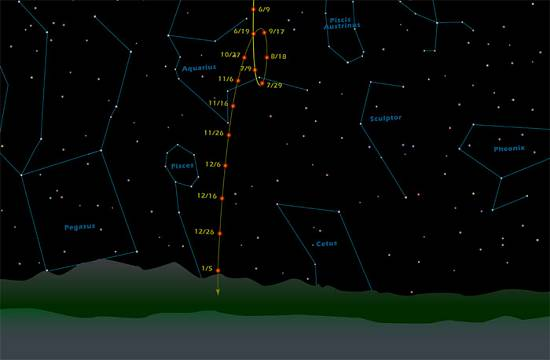 6/9
Piscis
Austrinus
6/19
9/17
10/27
8/18
Aquarius
7/9
11/6
7/29
11/16
Sculptor
11/26
Phoenix
12/6
Pisces
12/16
Pegasus
12/26
Cetus
1/5